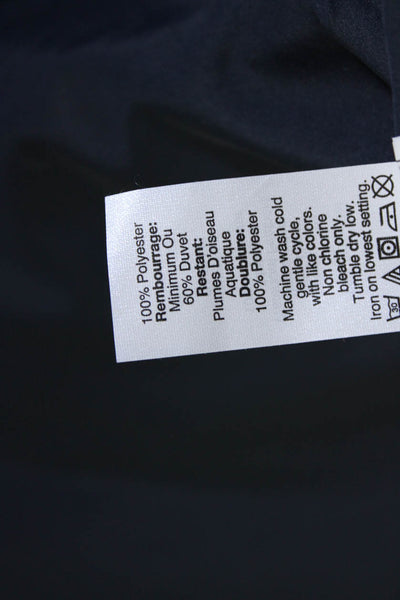 100% Polyester
Rembourrage:
Minimum Ou
60% Duvet
Restant:
Plumes D'oiseau
Aquatique
Doublure:
100% Polyester
Machine wash cold
gentle cycle,
with like colors.
Non chlorine
bleach only.
Tumble dry low.
Iron on lowest setting.
30